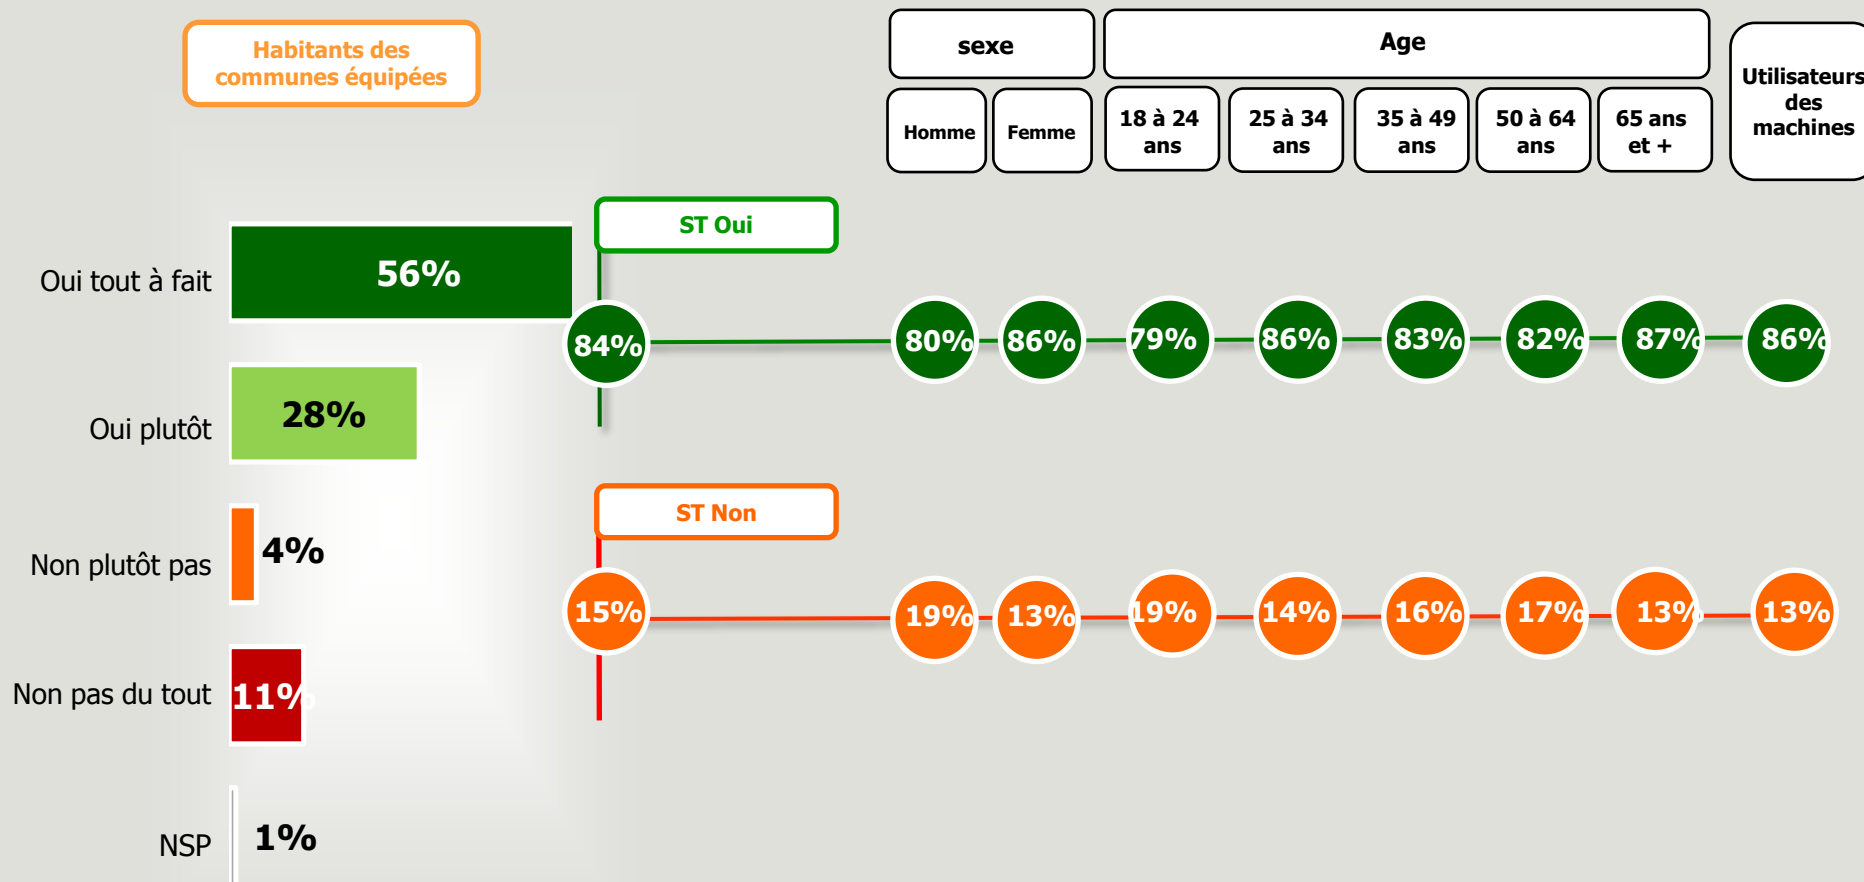 Habitants des
communes équipées
sexe
Age
Utilisateurs
des
machines
Homme
Femme
18 à 24
ans
25 à 34
ans
35 à 49
ans
50 à 64
ans
65 ans
et +
ST Oui
Oui tout à fait
56%
84%
80%
86%
79%
86%
83%
82%
87%
86%
Oui plutôt
28%
ST Non
Non plutôt pas
4%
15%
19%
13%
19%
14%
16%
17%
13%
13%
Non pas du tout
11%
NSP
1%